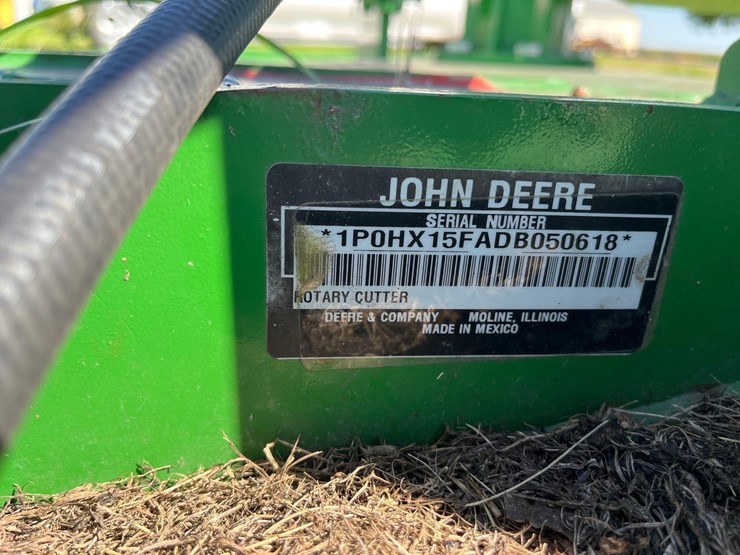 JOHN DEERE
SERIAL NUMBER
*1P0HX15FADB050618*
ROTARY CUTTER
DEERE & COMPANY MOLINE, ILLINOIS
MADE IN MEXICO